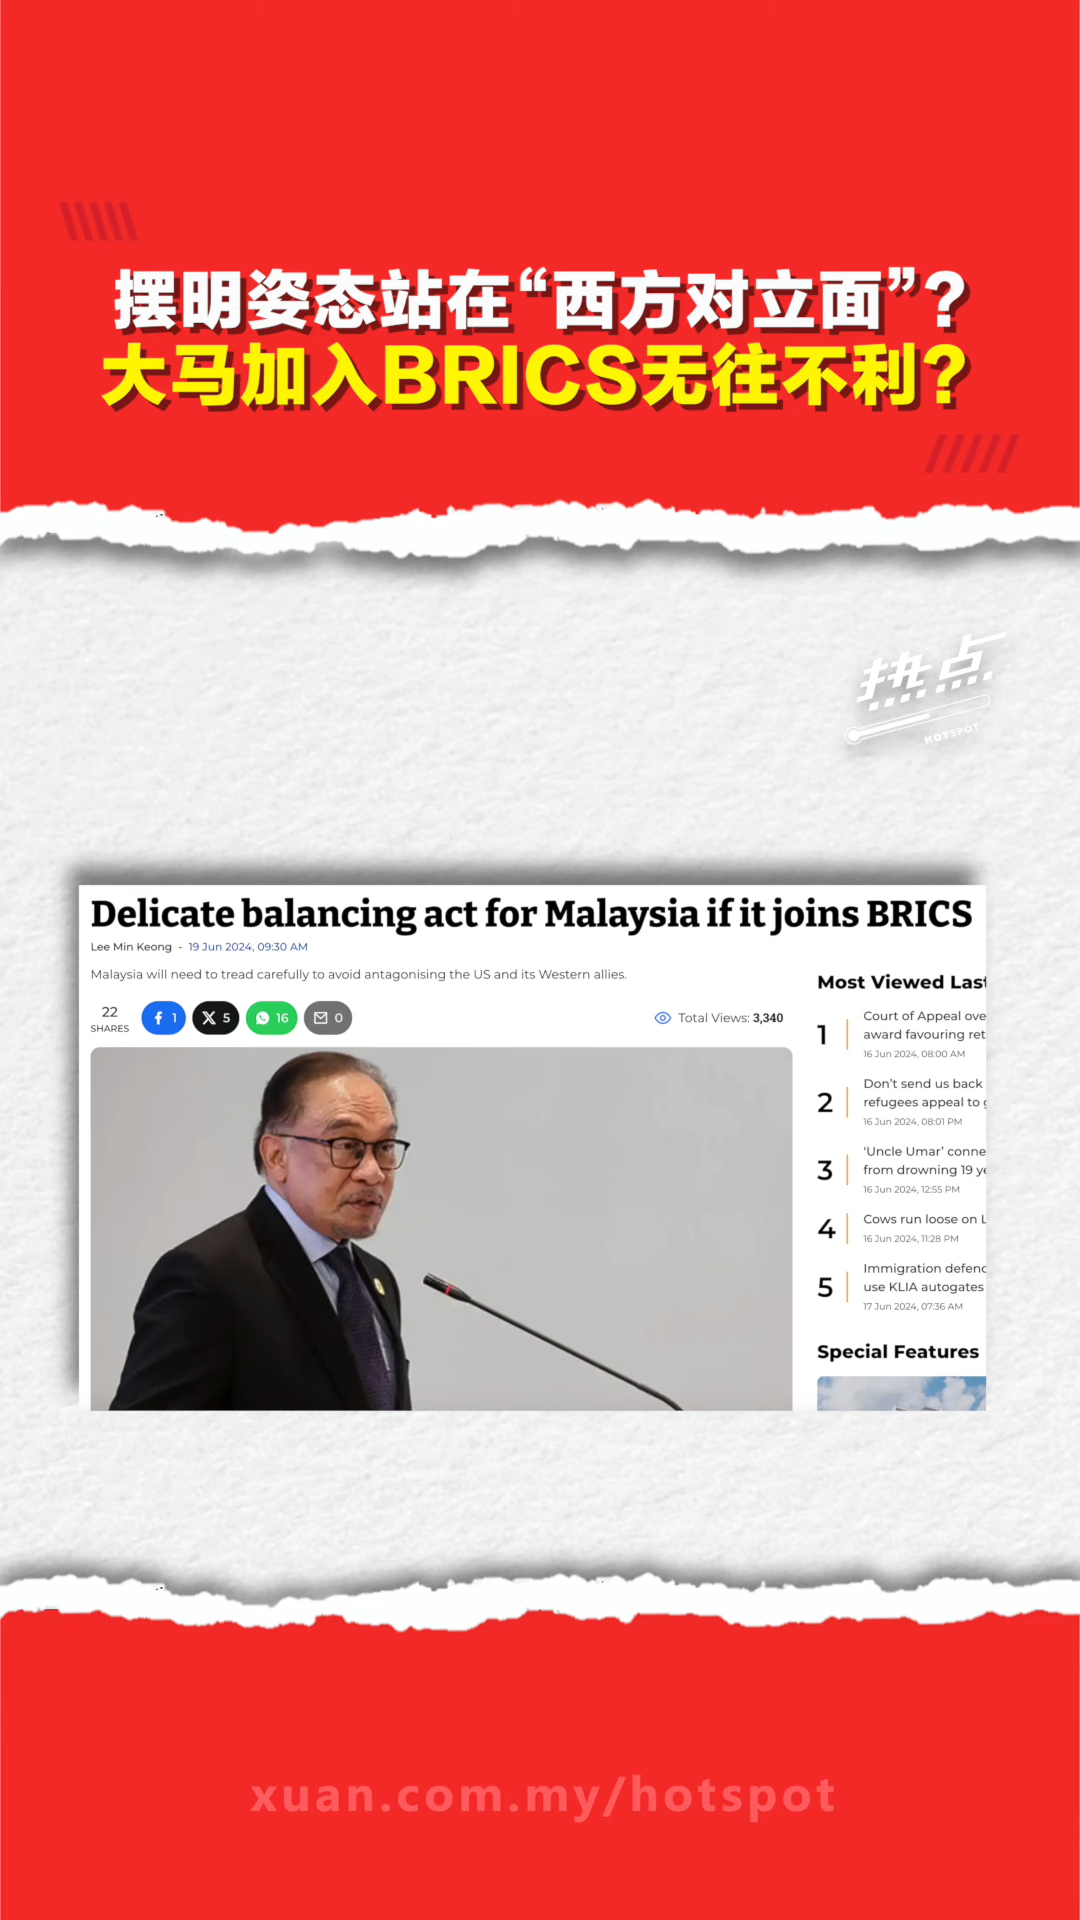 摆明姿态站在“西方对立面”?
大马加入BRICS无往不利?
热点
HOTSPOT
Delicate balancing act for Malaysia if it joins BRICS
Lee Min Keong - 19 Jun 2024, 09:30 AM
Malaysia will need to tread carefully to avoid antagonising the US and its Western allies.
22
SHARES
1
5
16
0
Total Views: 3,340
Most Viewed Last
1
Court of Appeal ove
award favouring ret
16 Jun 2024, 08:00 AM
2
Don't send us back
refugees appeal to g
16 Jun 2024, 08:01 PM
3
'Uncle Umar' conne
from drowning 19 ye
16 Jun 2024, 12:55 PM
4
Cows run loose on L
16 Jun 2024, 11:28 PM
5
Immigration defenc
use KLIA autogates
17 Jun 2024, 07:36 AM
Special Features
xuan.com.my/hotspot